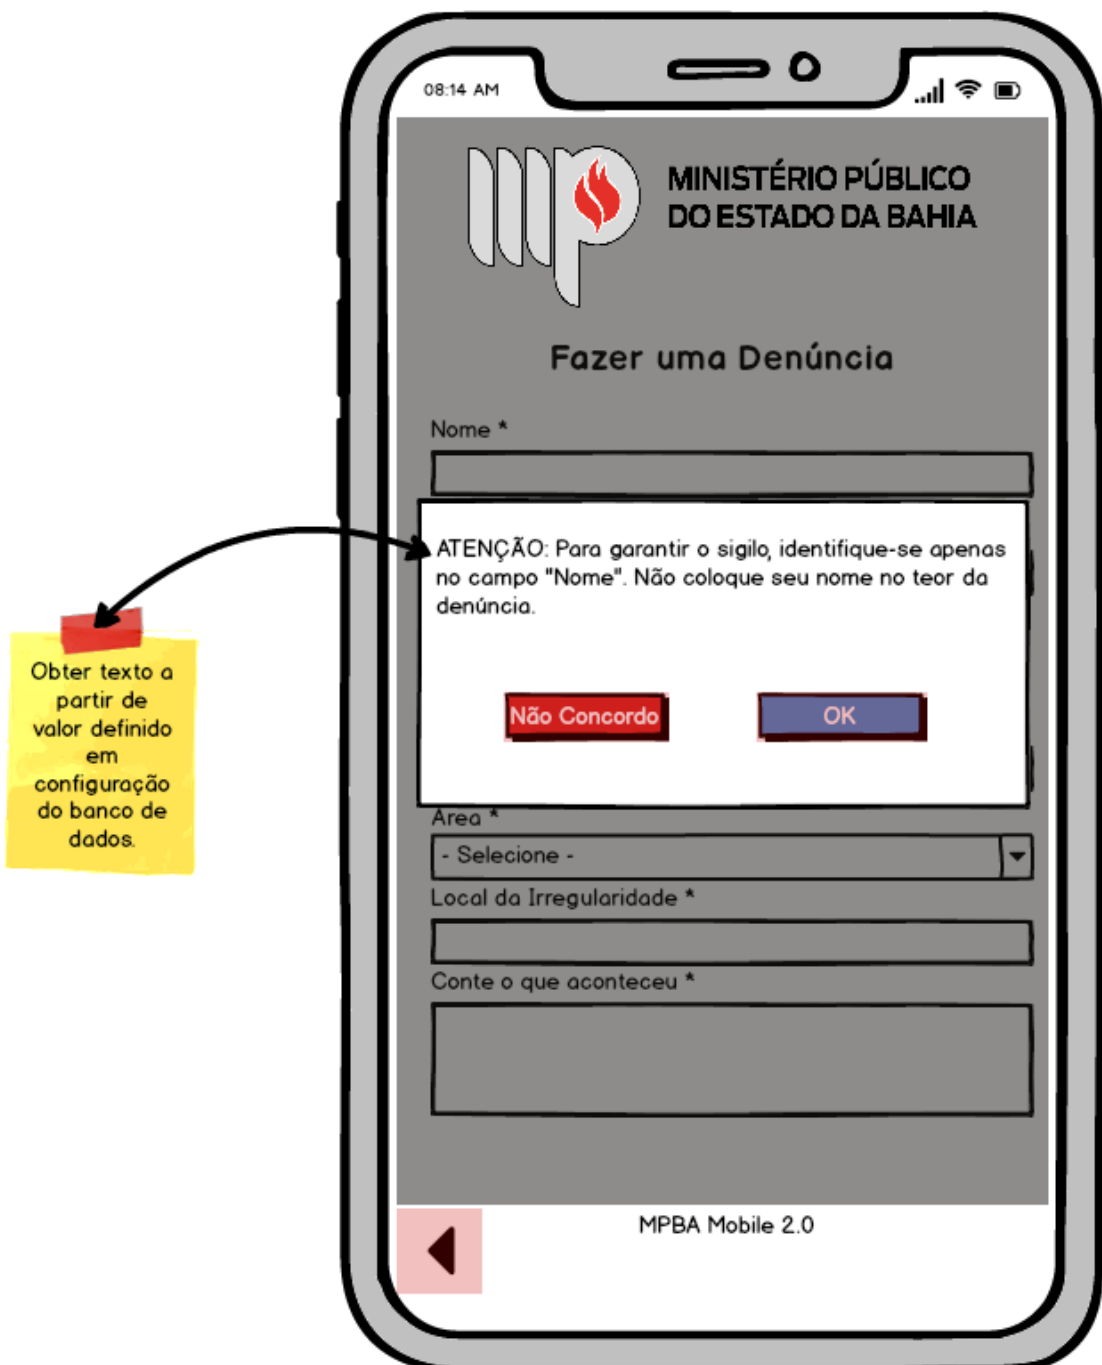 08:14 AM
MINISTÉRIO PÚBLICO
DO ESTADO DA BAHIA
Fazer uma Denúncia
Nome *
ATENÇÃO: Para garantir o sigilo, identifique-se apenas
no campo "Nome". Não coloque seu nome no teor da
denúncia.
Não Concordo
OK
Obter texto a
partir de
valor definido
em
configuração
do banco de
dados.
Área *
- Selecione -
Local da Irregularidade *
Conte o que aconteceu *
MPBA Mobile 2.0